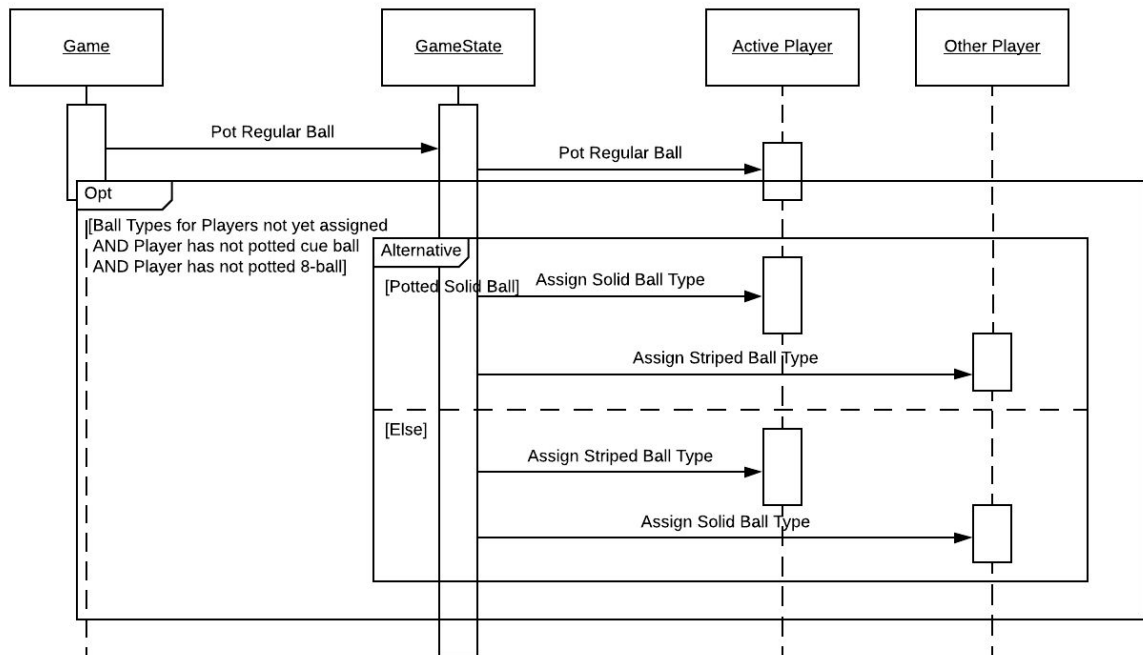 Game
GameState
Active Player
Other Player
Pot Regular Ball
Pot Regular Ball
Opt
[Ball Types for Players not yet assigned
AND Player has not potted cue ball
AND Player has not potted 8-ball]
Alternative
[Potted Solid Ball]
Assign Solid Ball Type
Assign Striped Ball Type
[Else]
Assign Striped Ball Type
Assign Solid Ball Type